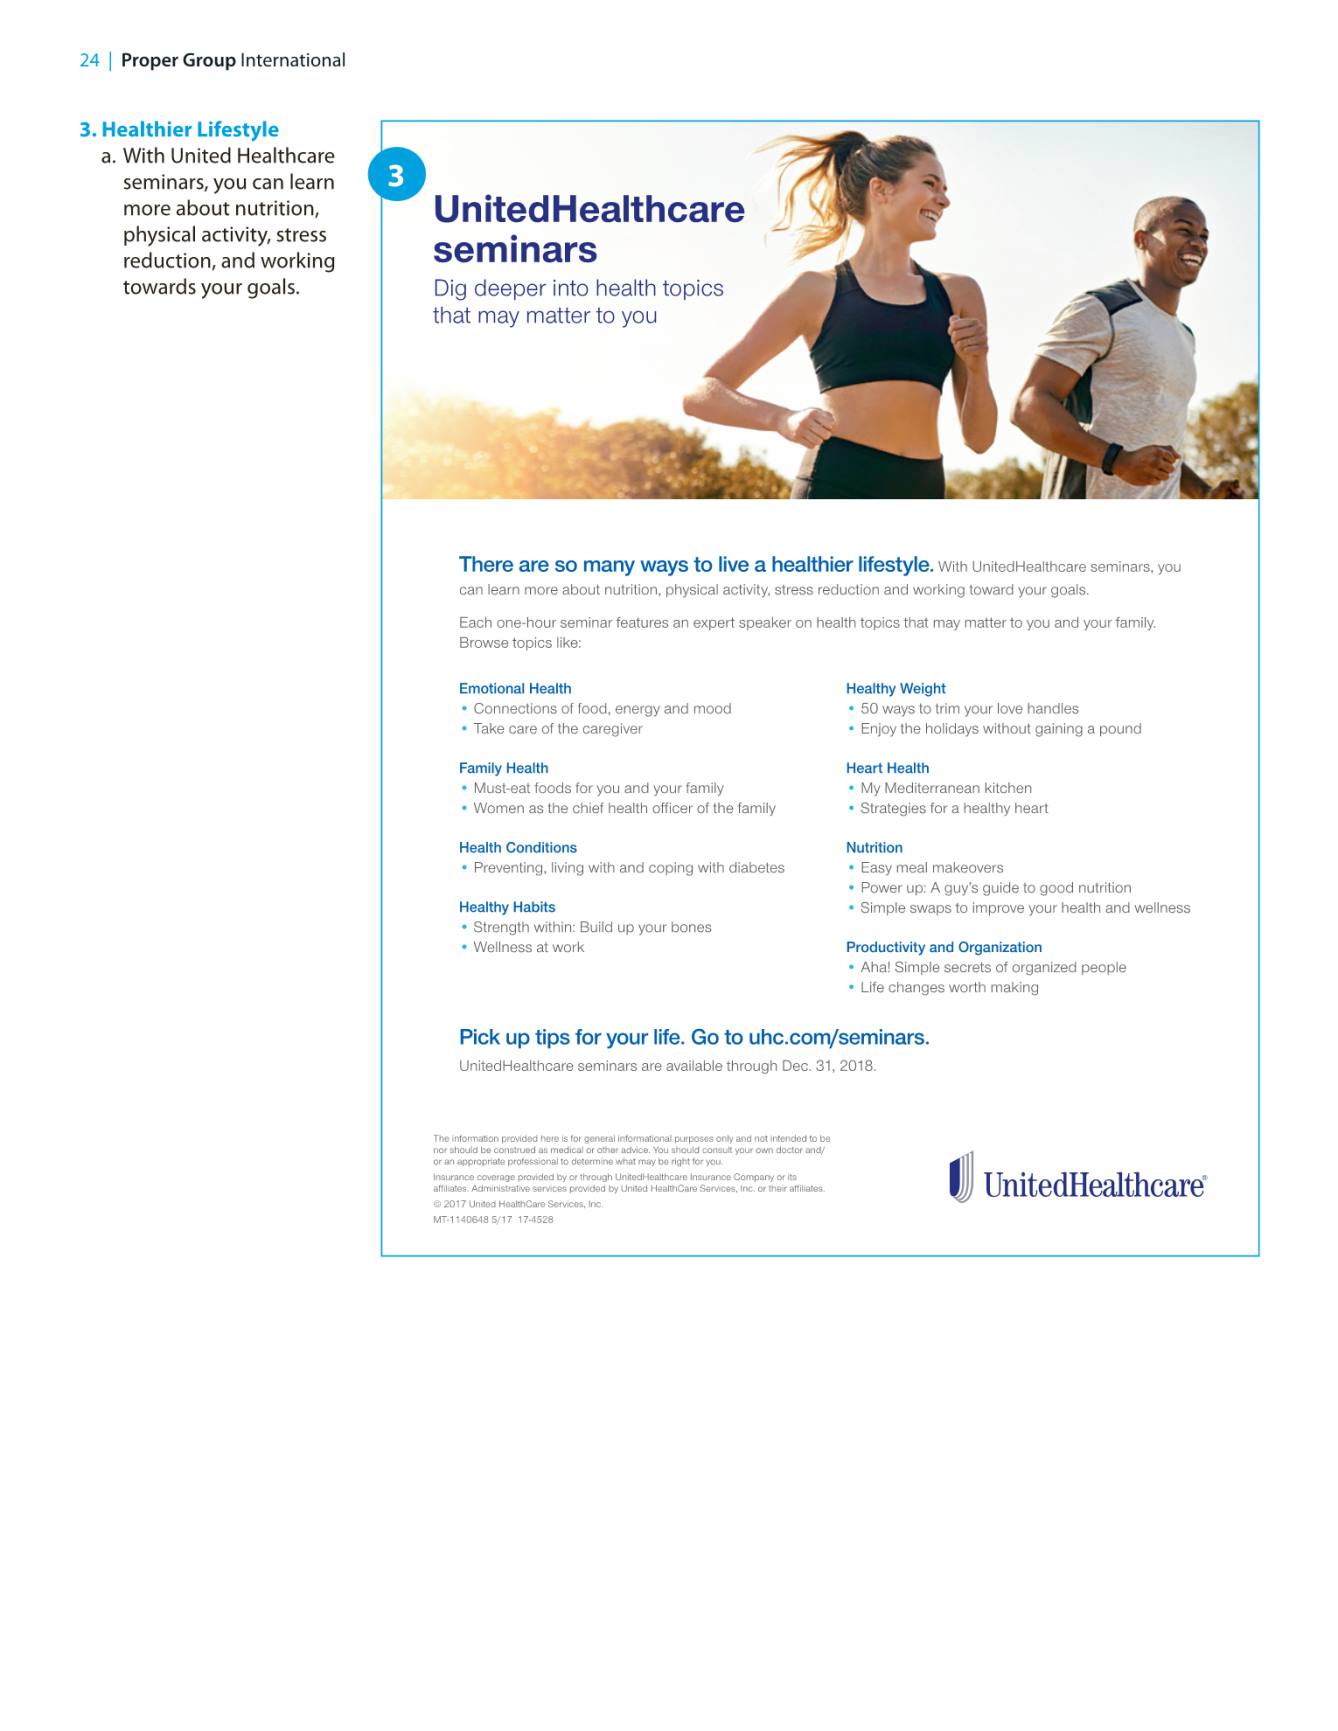 24 | Proper Group International
3. Healthier Lifestyle
a. With United Healthcare
seminars, you can learn
more about nutrition,
physical activity, stress
reduction, and working
towards your goals.
3
UnitedHealthcare
seminars
Dig deeper into health topics
that may matter to you
There are so many ways to live a healthier lifestyle. With UnitedHealthcare seminars, you
can learn more about nutrition, physical activity, stress reduction and working toward your goals.
Each one-hour seminar features an expert speaker on health topics that may matter to you and your family.
Browse topics like:
Emotional Health
• Connections of food, energy and mood
• Take care of the caregiver
Family Health
• Must-eat foods for you and your family
• Women as the chief health officer of the family
Health Conditions
• Preventing, living with and coping with diabetes
Healthy Habits
• Strength within: Build up your bones
• Wellness at work
Healthy Weight
• 50 ways to trim your love handles
• Enjoy the holidays without gaining a pound
Heart Health
• My Mediterranean kitchen
• Strategies for a healthy heart
Nutrition
• Easy meal makeovers
• Power up: A guy's guide to good nutrition
• Simple swaps to improve your health and wellness
Productivity and Organization
• Aha! Simple secrets of organized people
• Life changes worth making
Pick up tips for your life. Go to uhc.com/seminars.
UnitedHealthcare seminars are available through Dec. 31, 2018.
The information provided here is for general informational purposes only and not intended to be
nor should be construed as medical or other advice. You should consult your own doctor and/
or an appropriate professional to determine what may be right for you.
Insurance coverage provided by or through UnitedHealthcare Insurance Company or its
affiliates. Administrative services provided by United HealthCare Services, Inc. or their affiliates.
© 2017 United HealthCare Services, Inc.
MT-1140648 5/17 17-4528
UnitedHealthcare®